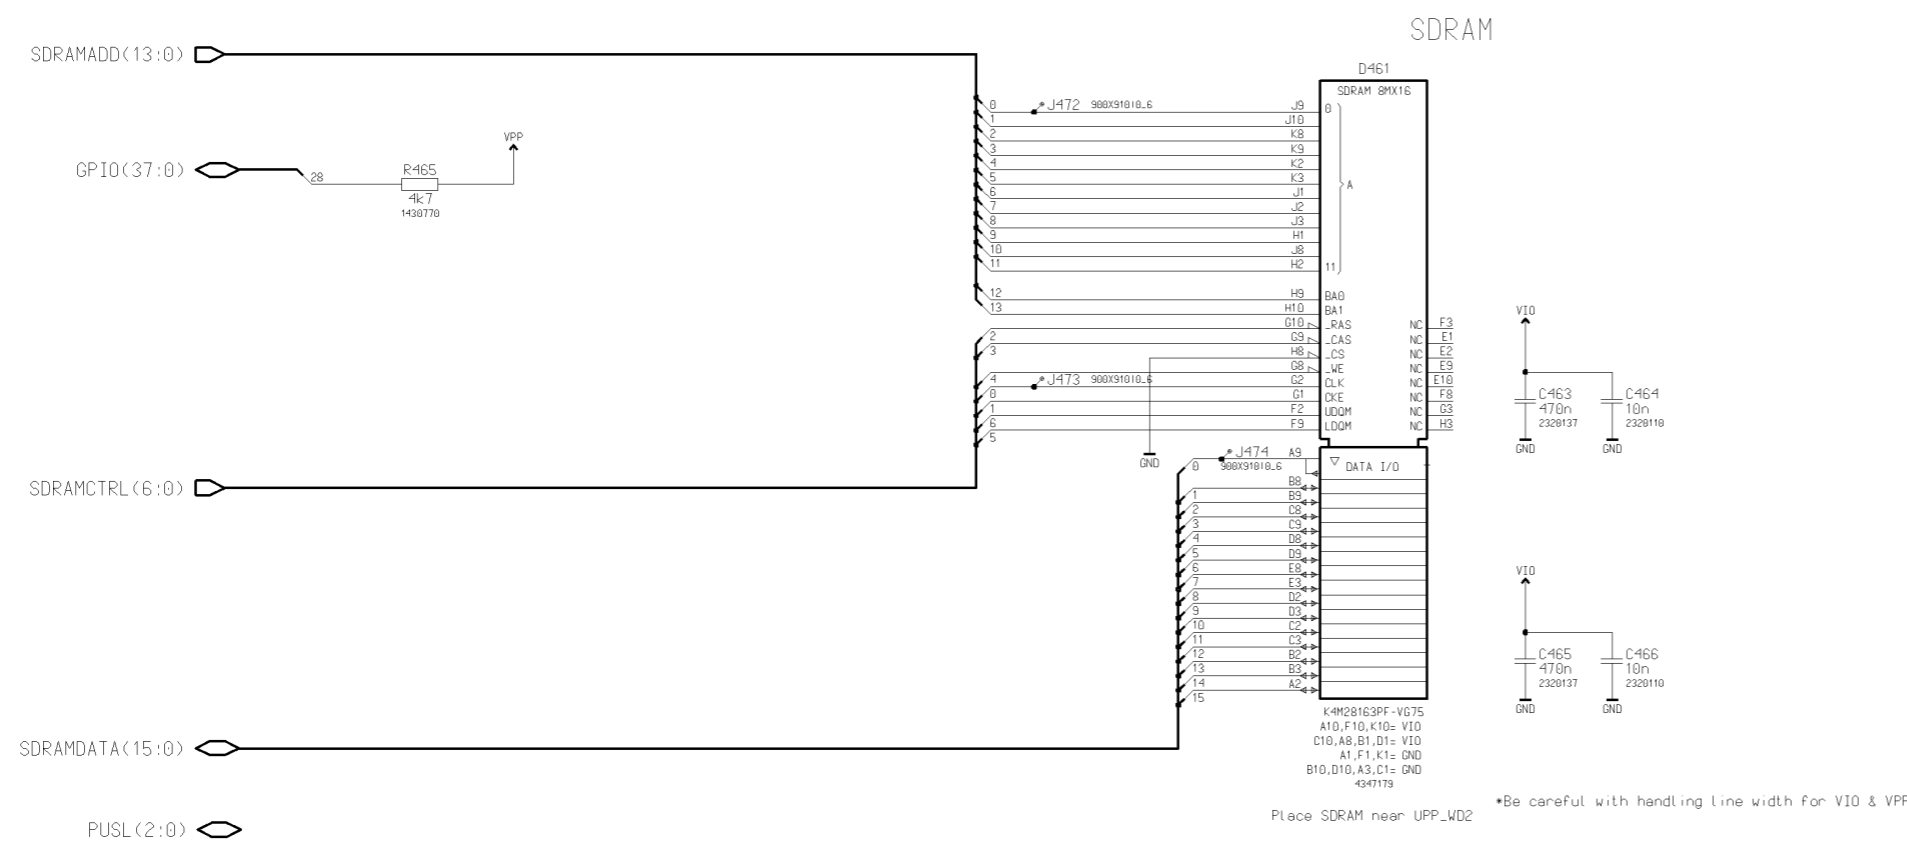 SDRAM
SDRAMADD(13:0)
D461
SDRAM 8MX16
0 J472 900X91010_6 J9 0
1 J10
2 K8
VPP
3 K9
GPIO(37:0)
28
R465
4k7
1430770
4 K2
5 K3
A
6 J1
7 J2
8 J3
9 H1
10 J8
11 H2 11
12 H9 BA0
13 H10 BA1
G10 _RAS NC F3
2 G9 _CAS NC E1
3 H8 _CS NC E2
G8 _WE NC E9
4 J473 900X91010_6 G2 CLK NC E10
0 G1 CKE NC F8
1 F2 UDQM NC G3
6 F9 LDQM NC H3
5
GND
VIO
C463
470n
2320137
GND
C464
10n
2320110
GND
SDRAMCTRL(6:0)
J474 A9
0 900X91010_6
DATA I/O
B8
1 B9
2 C8
3 C9
4 D8
5 D9
6 E8
7 E3
8 D2
9 D3
10 C2
11 C3
12 B2
13 B3
14 A2
15
VIO
C465
470n
2320137
GND
C466
10n
2320110
GND
K4M28163PF-VG75
A10,F10,K10= VIO
C10,A8,B1,D1= VIO
A1,F1,K1= GND
B10,D10,A3,C1= GND
4347179
SDRAMDATA(15:0)
*Be careful with handling line width for VIO & VPP
Place SDRAM near UPP_WD2
PUSL(2:0)